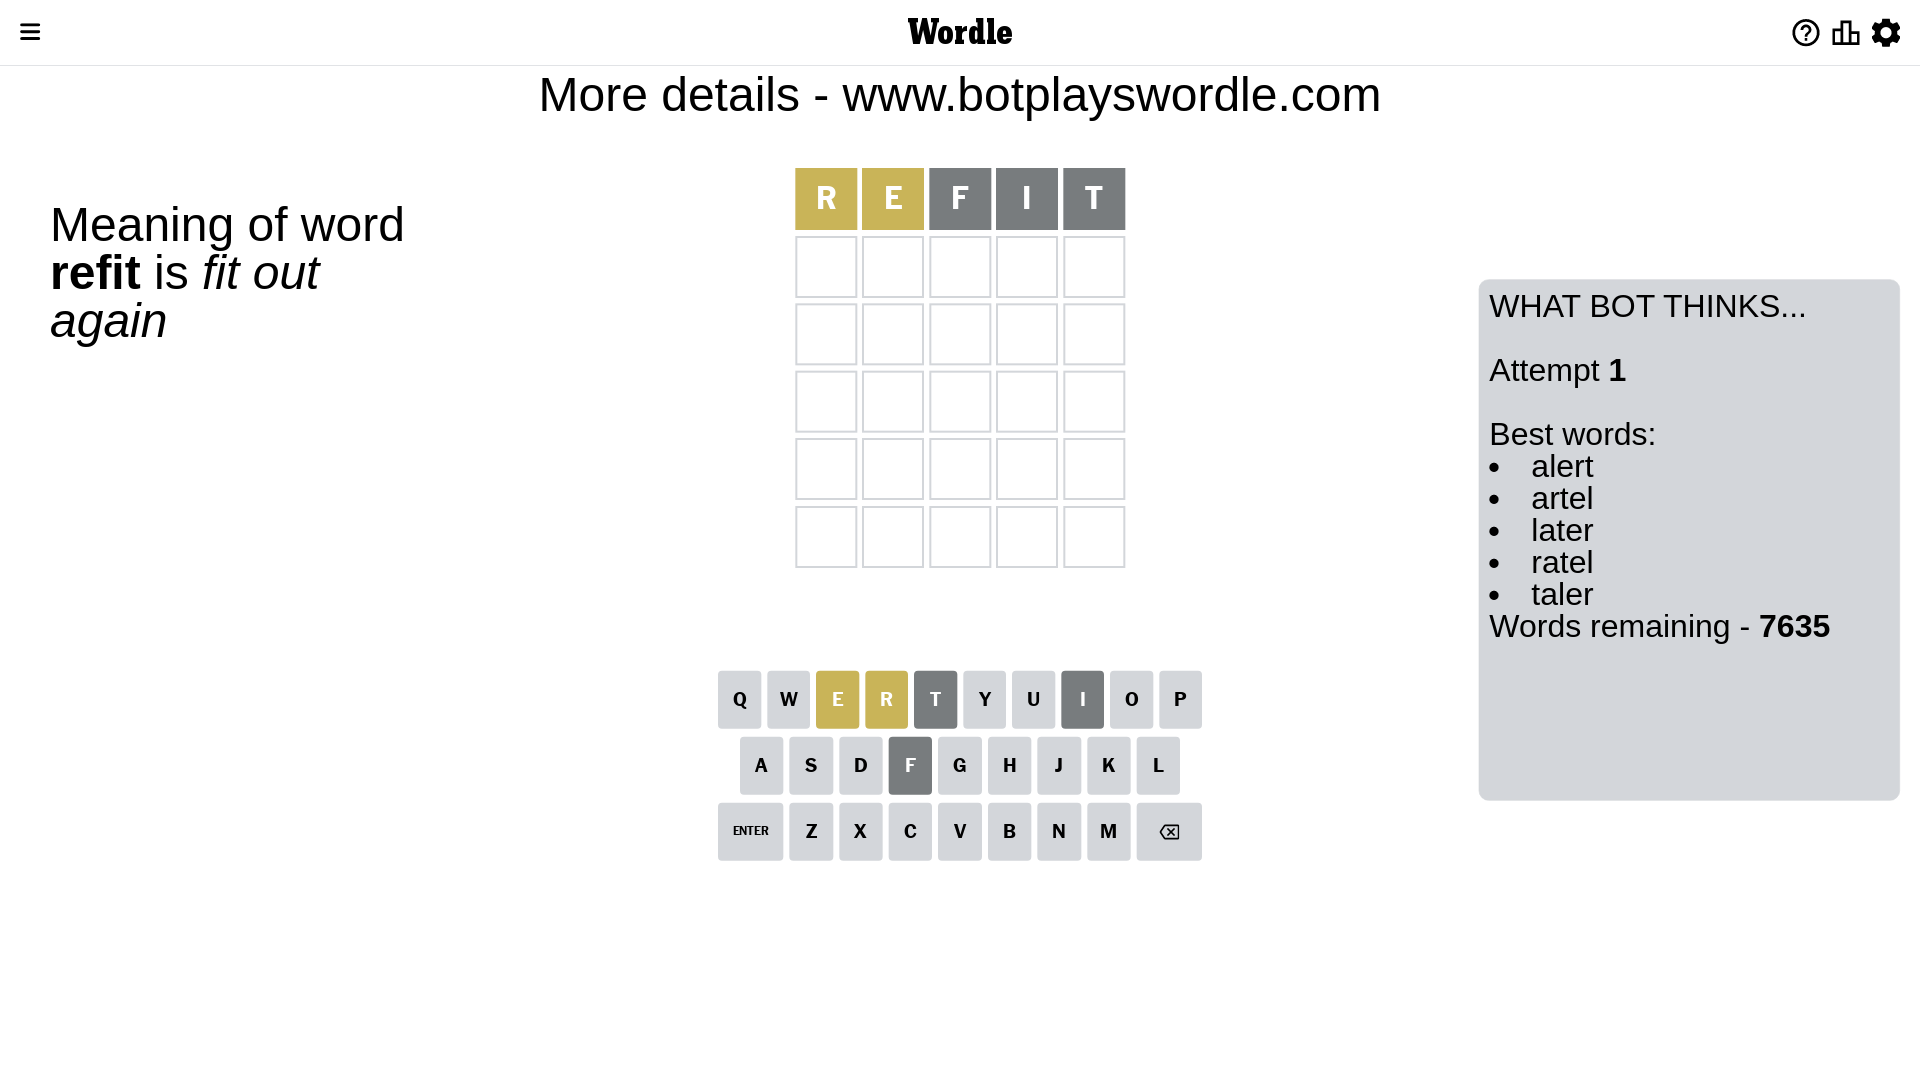 Wordle
More details - www.botplayswordle.com
Meaning of word
refit is fit out
again
R E F I T
WHAT BOT THINKS...
Attempt 1
Best words:
• alert
• artel
• later
• ratel
• taler
Words remaining - 7635
Q W E R T Y U I O P
A S D F G H J K L
ENTER Z X C V B N M